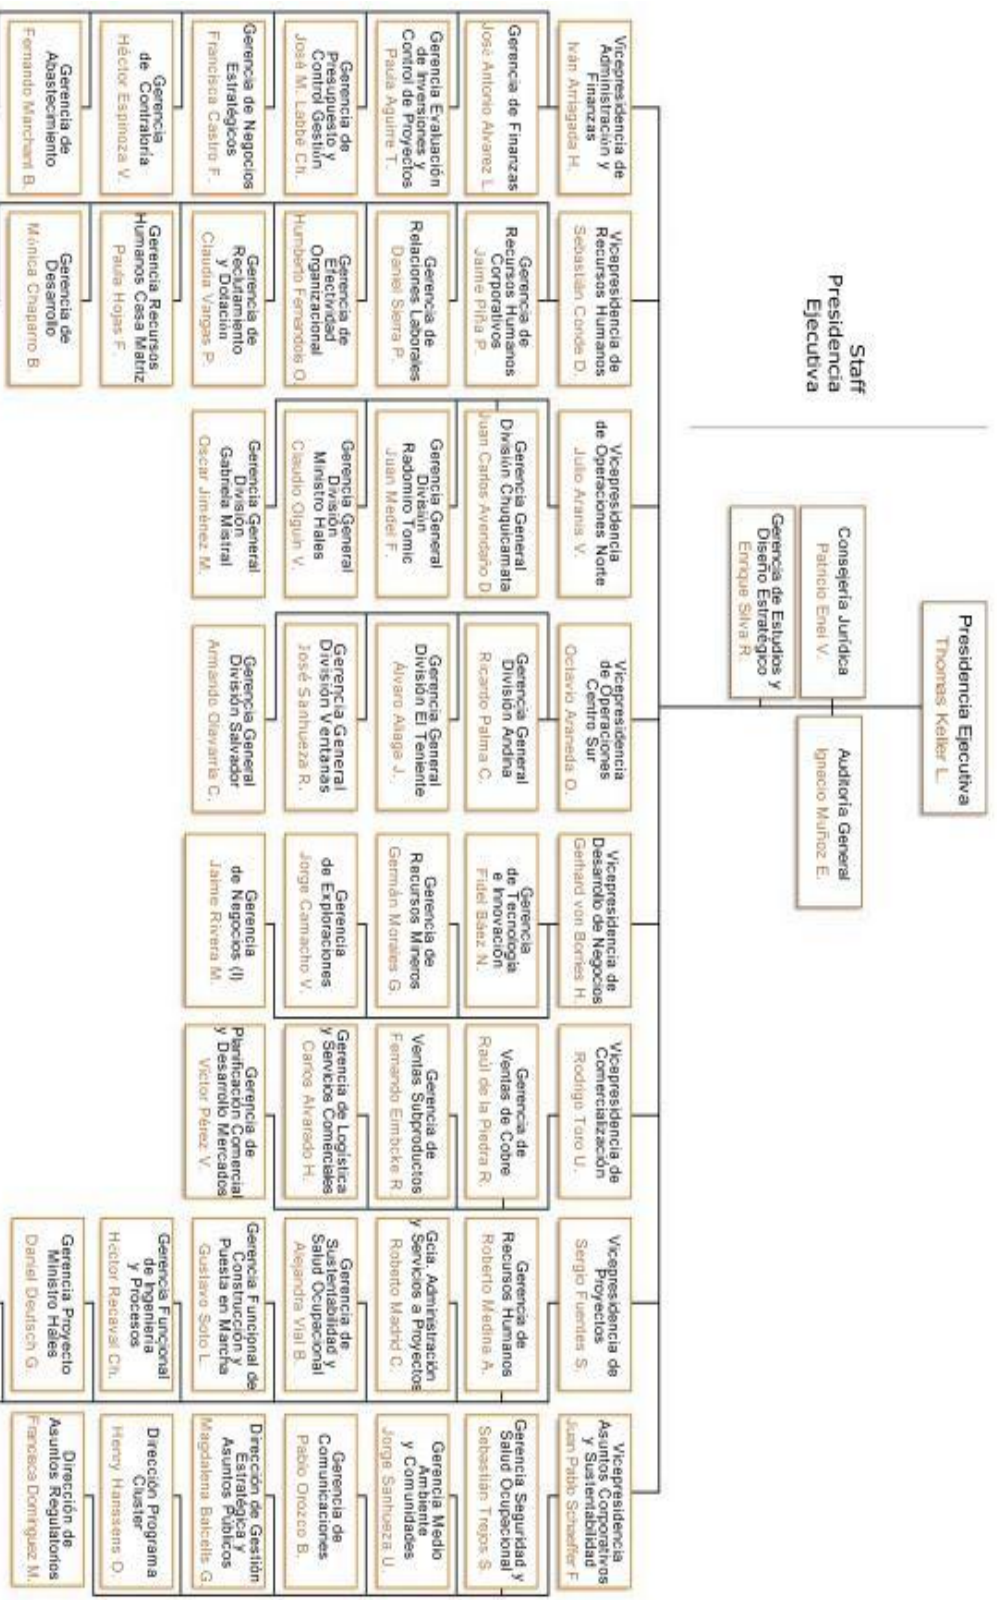 Presidencia Ejecutiva
Thomas Keller L.
Staff
Presidencia
Ejecutiva
Consejería Jurídica
Patricio Enei V.
Auditoría General
Ignacio Muñoz E.
Gerencia de Estudios y
Diseño Estratégico
Enrique Silva R.
Vicepresidencia de
Administración y
Finanzas
Iván Arriagada H.
Gerencia de Finanzas
Jose Antonio Alvarez L.
Gerencia Evaluación
de Inversiones y
Control de Proyectos
Paula Aguirre T.
Gerencia de
Presupuesto y
Control Gestión
José M. Labbé Ch.
Gerencia de Negocios
Estratégicos
Francisca Castro F.
Gerencia
de Contraloría
Héctor Espinoza V.
Gerencia de
Abastecimiento
Fernando Marchant B.
Vicepresidencia de
Recursos Humanos
Sebastián Conde D.
Gerencia de
Recursos Humanos
Corporativos
Jaime Piña P.
Gerencia de
Relaciones Laborales
Daniel Sierra P.
Gerencia de
Efectividad
Organizacional
Humberto Fernandois O.
Gerencia de
Reclutamiento
y Dotación
Claudia Vargas P.
Gerencia Recursos
Humanos Casa Matriz
Paula Hojas F.
Gerencia de
Desarrollo
Mónica Chaparro B.
Vicepresidencia
de Operaciones Norte
Julio Aranis V.
Gerencia General
División Chuquicamata
Juan Carlos Avendaño D.
Gerencia General
División
Radomiro Tomic
Juan Medel F.
Gerencia General
División
Ministro Hales
Claudio Olguín V.
Gerencia General
División
Gabriela Mistral
Oscar Jiménez M.
Vicepresidencia
de Operaciones
Centro Sur
Octavio Araneda O.
Gerencia General
División Andina
Ricardo Palma C.
Gerencia General
División El Teniente
Álvaro Aliaga J.
Gerencia General
División Ventanas
José Sanhueza R.
Gerencia General
División Salvador
Armando Olavarría C.
Vicepresidencia de
Desarrollo de Negocios
Gerhard von Borries H.
Gerencia
de Tecnología
e Innovación
Fidel Báez N.
Gerencia de
Recursos Mineros
Germán Morales G.
Gerencia
de Exploraciones
Jorge Camacho V.
Gerencia
de Negocios (I)
Jaime Rivera M.
Vicepresidencia de
Comercialización
Rodrigo Toro U.
Gerencia de
Ventas de Cobre
Raúl de la Piedra R.
Gerencia de
Ventas Subproductos
Fernando Eimbcke R.
Gerencia de Logística
y Servicios Comerciales
Carlos Alvarado H.
Gerencia de
Planificación Comercial
y Desarrollo Mercados
Víctor Pérez V.
Vicepresidencia de
Proyectos
Sergio Fuentes S.
Gerencia de
Recursos Humanos
Roberto Medina A.
Gcia. Administración
y Servicios a Proyectos
Roberto Madrid C.
Gerencia de
Sustentabilidad y
Salud Ocupacional
Alejandra Vial B.
Gerencia Funcional de
Construcción y
Puesta en Marcha
Gustavo Soto L.
Gerencia Funcional
de Ingeniería
y Procesos
Héctor Recaval Ch.
Gerencia Proyecto
Ministro Hales
Daniel Deutsch G.
Vicepresidencia
Asuntos Corporativos
y Sustentabilidad
Juan Pablo Schaeffer F.
Gerencia Seguridad y
Salud Ocupacional
Sebastián Trejos S.
Gerencia Medio
Ambiente
y Comunidades
Jorge Sanhueza U.
Gerencia de
Comunicaciones
Pablo Orozco B.
Dirección de Gestión
Estratégica y
Asuntos Públicos
Magdalena Balcells G.
Dirección Programa
Cluster
Henry Hanssens O.
Dirección de
Asuntos Regulatorios
Francisca Domínguez M.